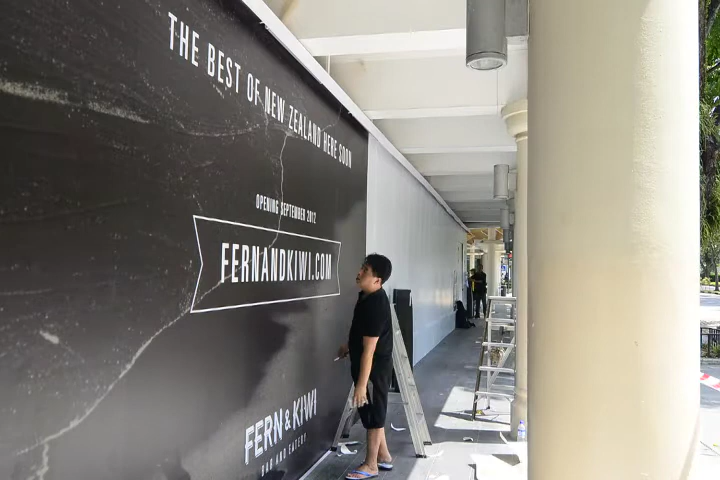 THE BEST OF NEW ZEALAND HERE SOON
OPENING SEPTEMBER 2012
FERNANDKIWI.COM
FERN & KIWI
BAR AND EATERY